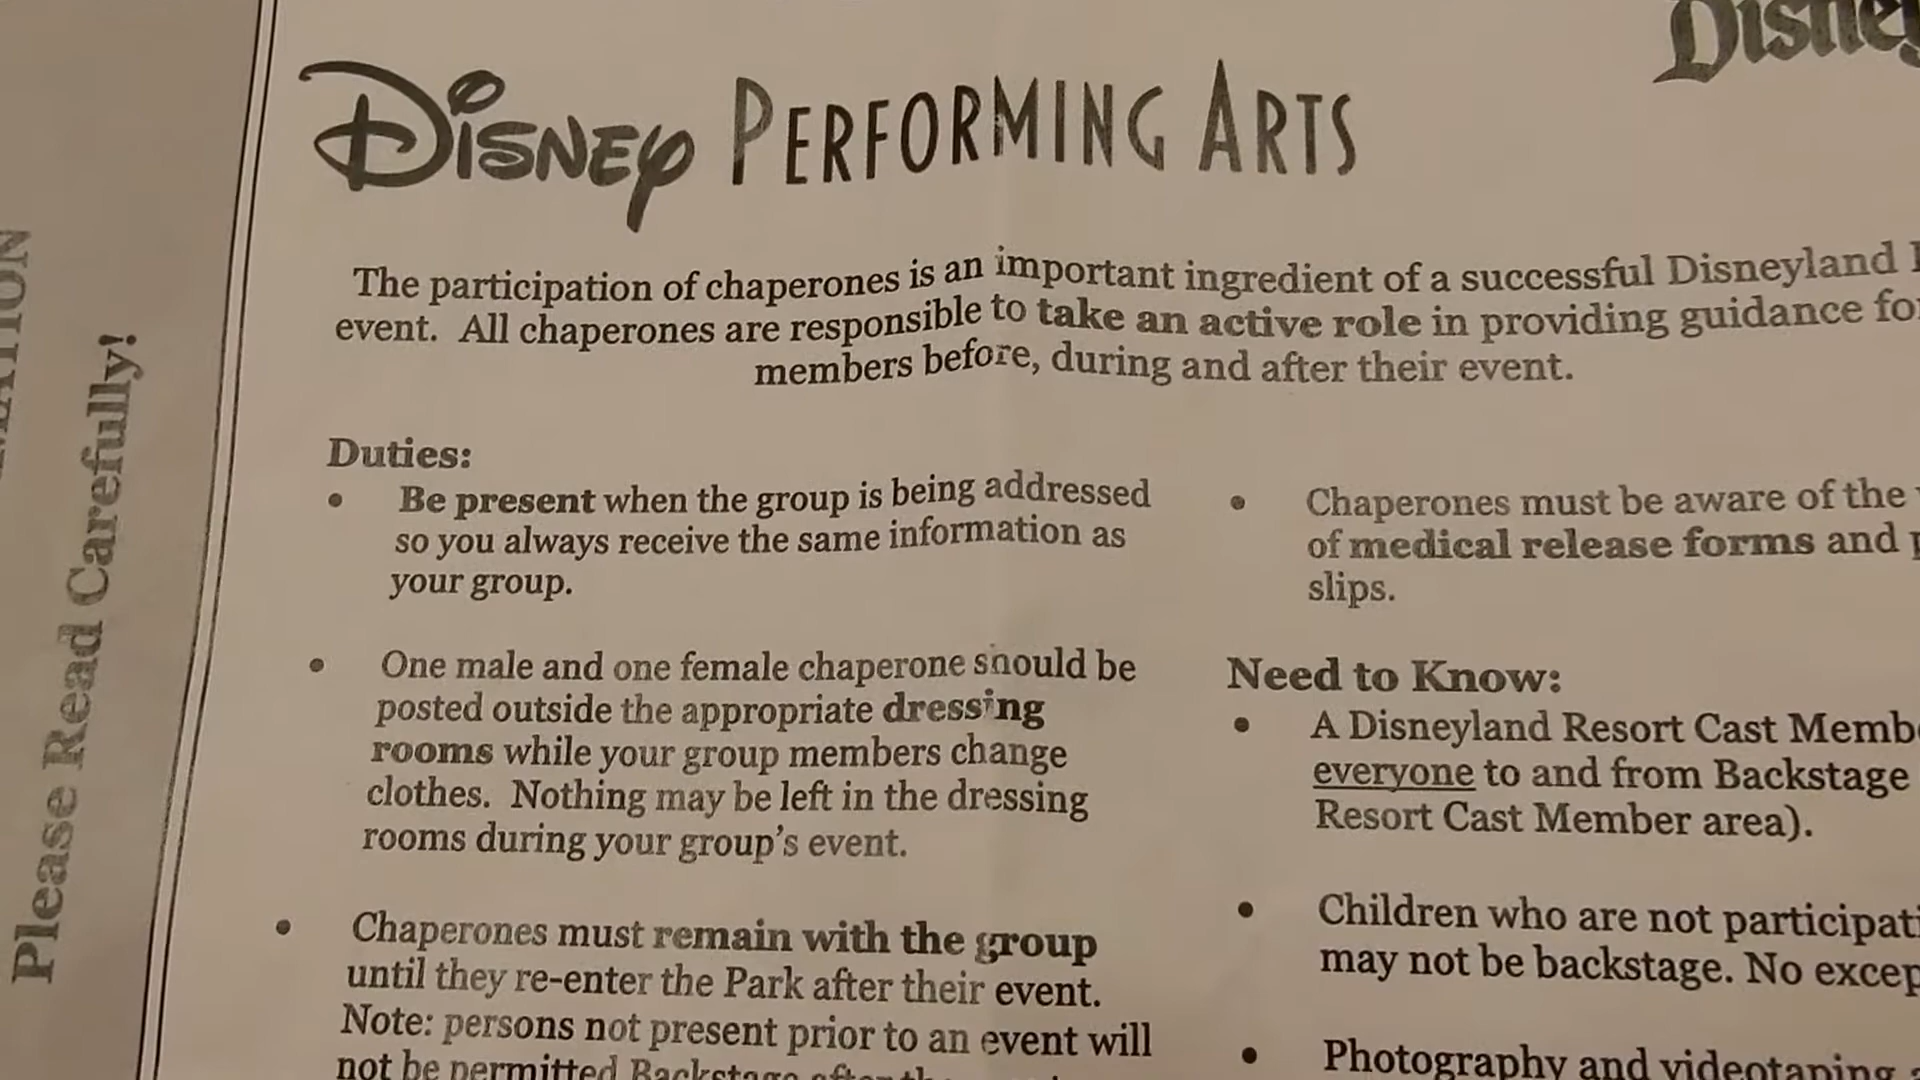 Disney
DISNEY PERFORMING ARTS
The participation of chaperones is an important ingredient of a successful Disneyland
event. All chaperones are responsible to take an active role in providing guidance
members before, during and after their event.
Duties:
• Be present when the group is being addressed
so you always receive the same information as
your group.
• One male and one female chaperone should be
posted outside the appropriate dressing
rooms while your group members change
clothes. Nothing may be left in the dressing
rooms during your group's event.
• Chaperones must remain with the group
until they re-enter the Park after their event.
Note: persons not present prior to an event will
not be permitted Backstage
• Chaperones must be aware of the
of medical release forms and
slips.
Need to Know:
• A Disneyland Resort Cast
everyone to and from Backstage
Resort Cast Member area).
• Children who are not
may not be backstage. No
• Photography and videotaping
Please Read Carefully!